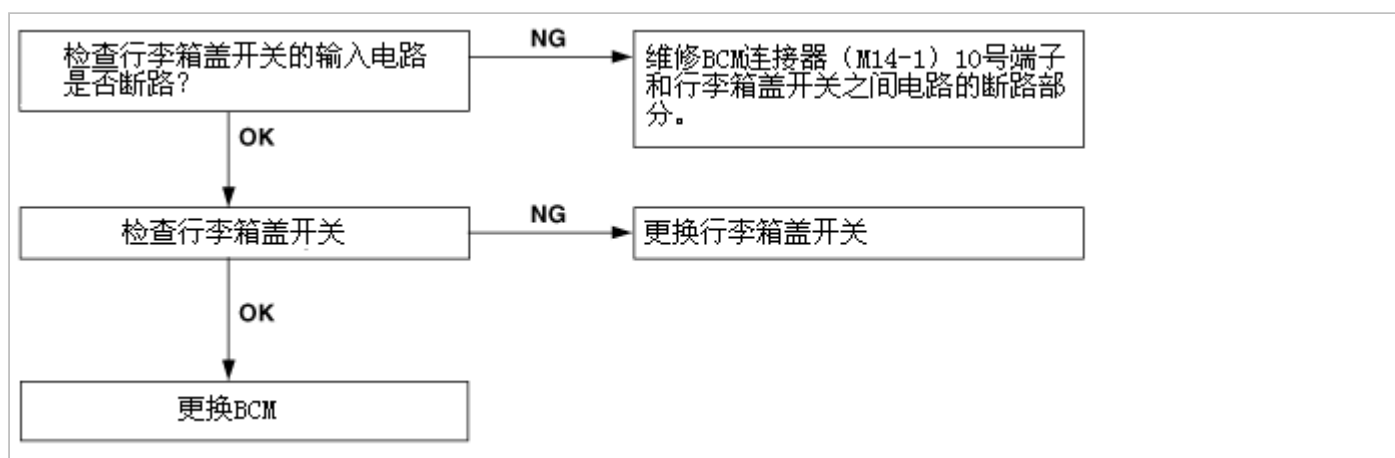 检查行李箱盖开关的输入电路
是否断路?
NG
维修BCM连接器（M14-1）10号端子
和行李箱盖开关之间电路的断路部
分。
OK
检查行李箱盖开关
NG
更换行李箱盖开关
OK
更换BCM